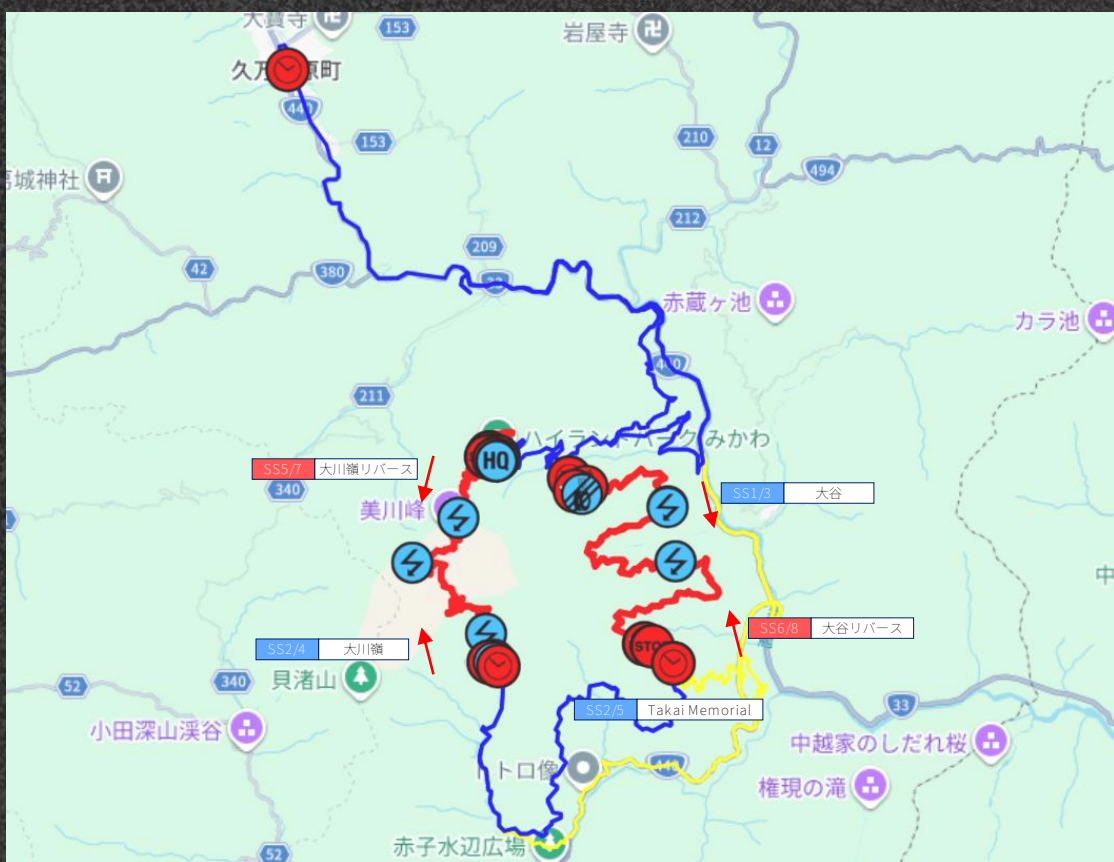 大寶寺
153
岩屋寺
久万
原町
440
153
210
12
494
葛城神社
212
209
42
380
33
赤蔵ヶ池
カラ池
211
ハイランドパーク みかわ
HQ
SS5/7 大川嶺リバース
340
美川峰
SS1/3 大谷
中
SS6/8 大谷リバース
STOP
SS2/4 大川嶺
貝渚山
52
340
SS2/5 Takai Memorial
33
小田深山渓谷
中越家のしだれ桜
トトロ像
440
権現の滝
赤子水辺広場
52